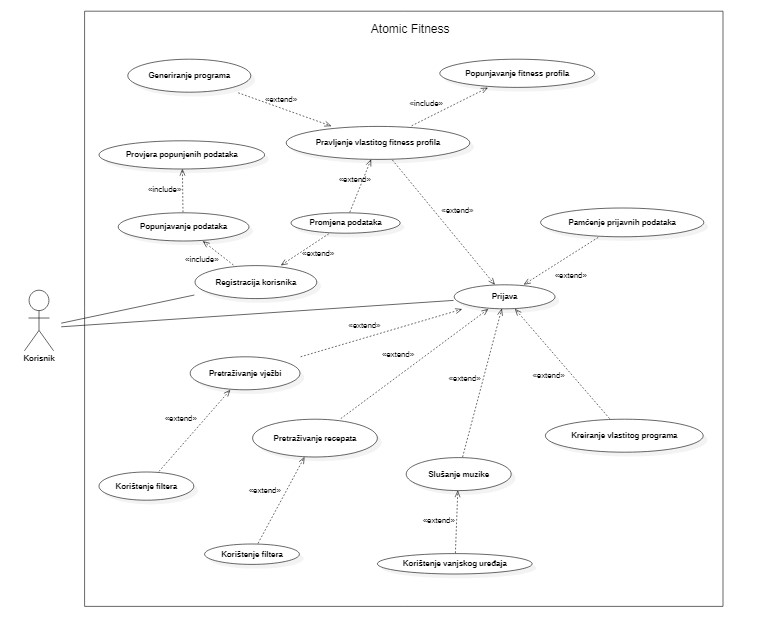 Atomic Fitness
Generiranje programa
Popunjavanje fitness profila
«extend»
«include»
Pravljenje vlastitog fitness profila
Provjera popunjenih podataka
«include»
«extend»
«extend»
Popunjavanje podataka
Promjena podataka
Pamćenje prijavnih podataka
«include»
«extend»
«extend»
Registracija korisnika
Prijava
Korisnik
«extend»
«extend»
Pretraživanje vježbi
«extend»
«extend»
«extend»
Pretraživanje recepata
Kreiranje vlastitog programa
Slušanje muzike
Korištenje filtera
«extend»
«extend»
Korištenje filtera
Korištenje vanjskog uređaja